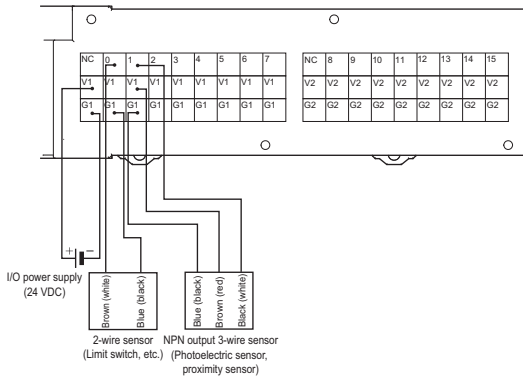 NC 0 1 2 3 4 5 6 7 NC 8 9 10 11 12 13 14 15
V1 V1 V1 V1 V1 V1 V1 V1 V1 V2 V2 V2 V2 V2 V2 V2 V2 V2
G1 G1 G1 G1 G1 G1 G1 G1 G1 G2 G2 G2 G2 G2 G2 G2 G2 G2
+ −
I/O power supply
(24 VDC)
Brown (white)
Blue (black)
Blue (black)
Brown (red)
Black (white)
2-wire sensor
(Limit switch, etc.)
NPN output 3-wire sensor
(Photoelectric sensor,
proximity sensor)